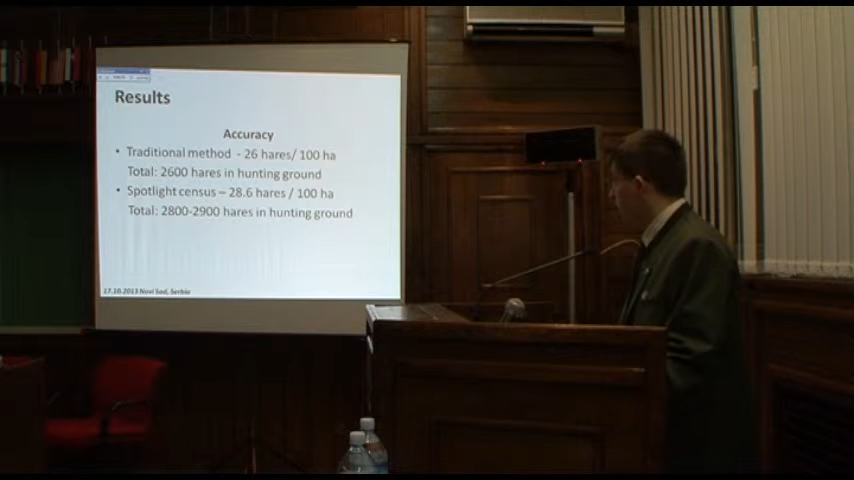 Results
Accuracy
• Traditional method - 26 hares/ 100 ha
Total: 2600 hares in hunting ground
• Spotlight census – 28.6 hares / 100 ha
Total: 2800-2900 hares in hunting ground
17.10.2013 Novi Sad, Serbia